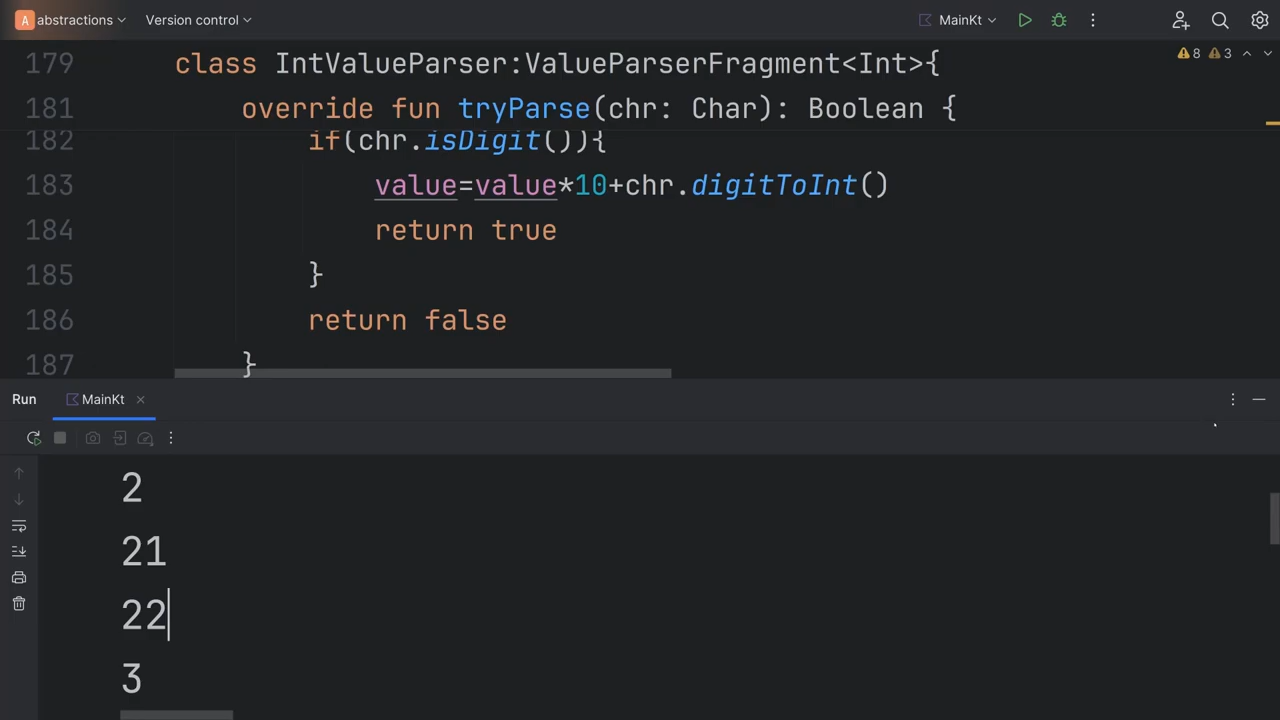 A abstractions Version control MainKt
179 class IntValueParser:ValueParserFragment<Int>{ 8 3
181 override fun tryParse(chr: Char): Boolean {
182 if(chr.isDigit()){
183 value=value*10+chr.digitToInt()
184 return true
185 }
186 return false
187 }
Run MainKt
2
21
22
3